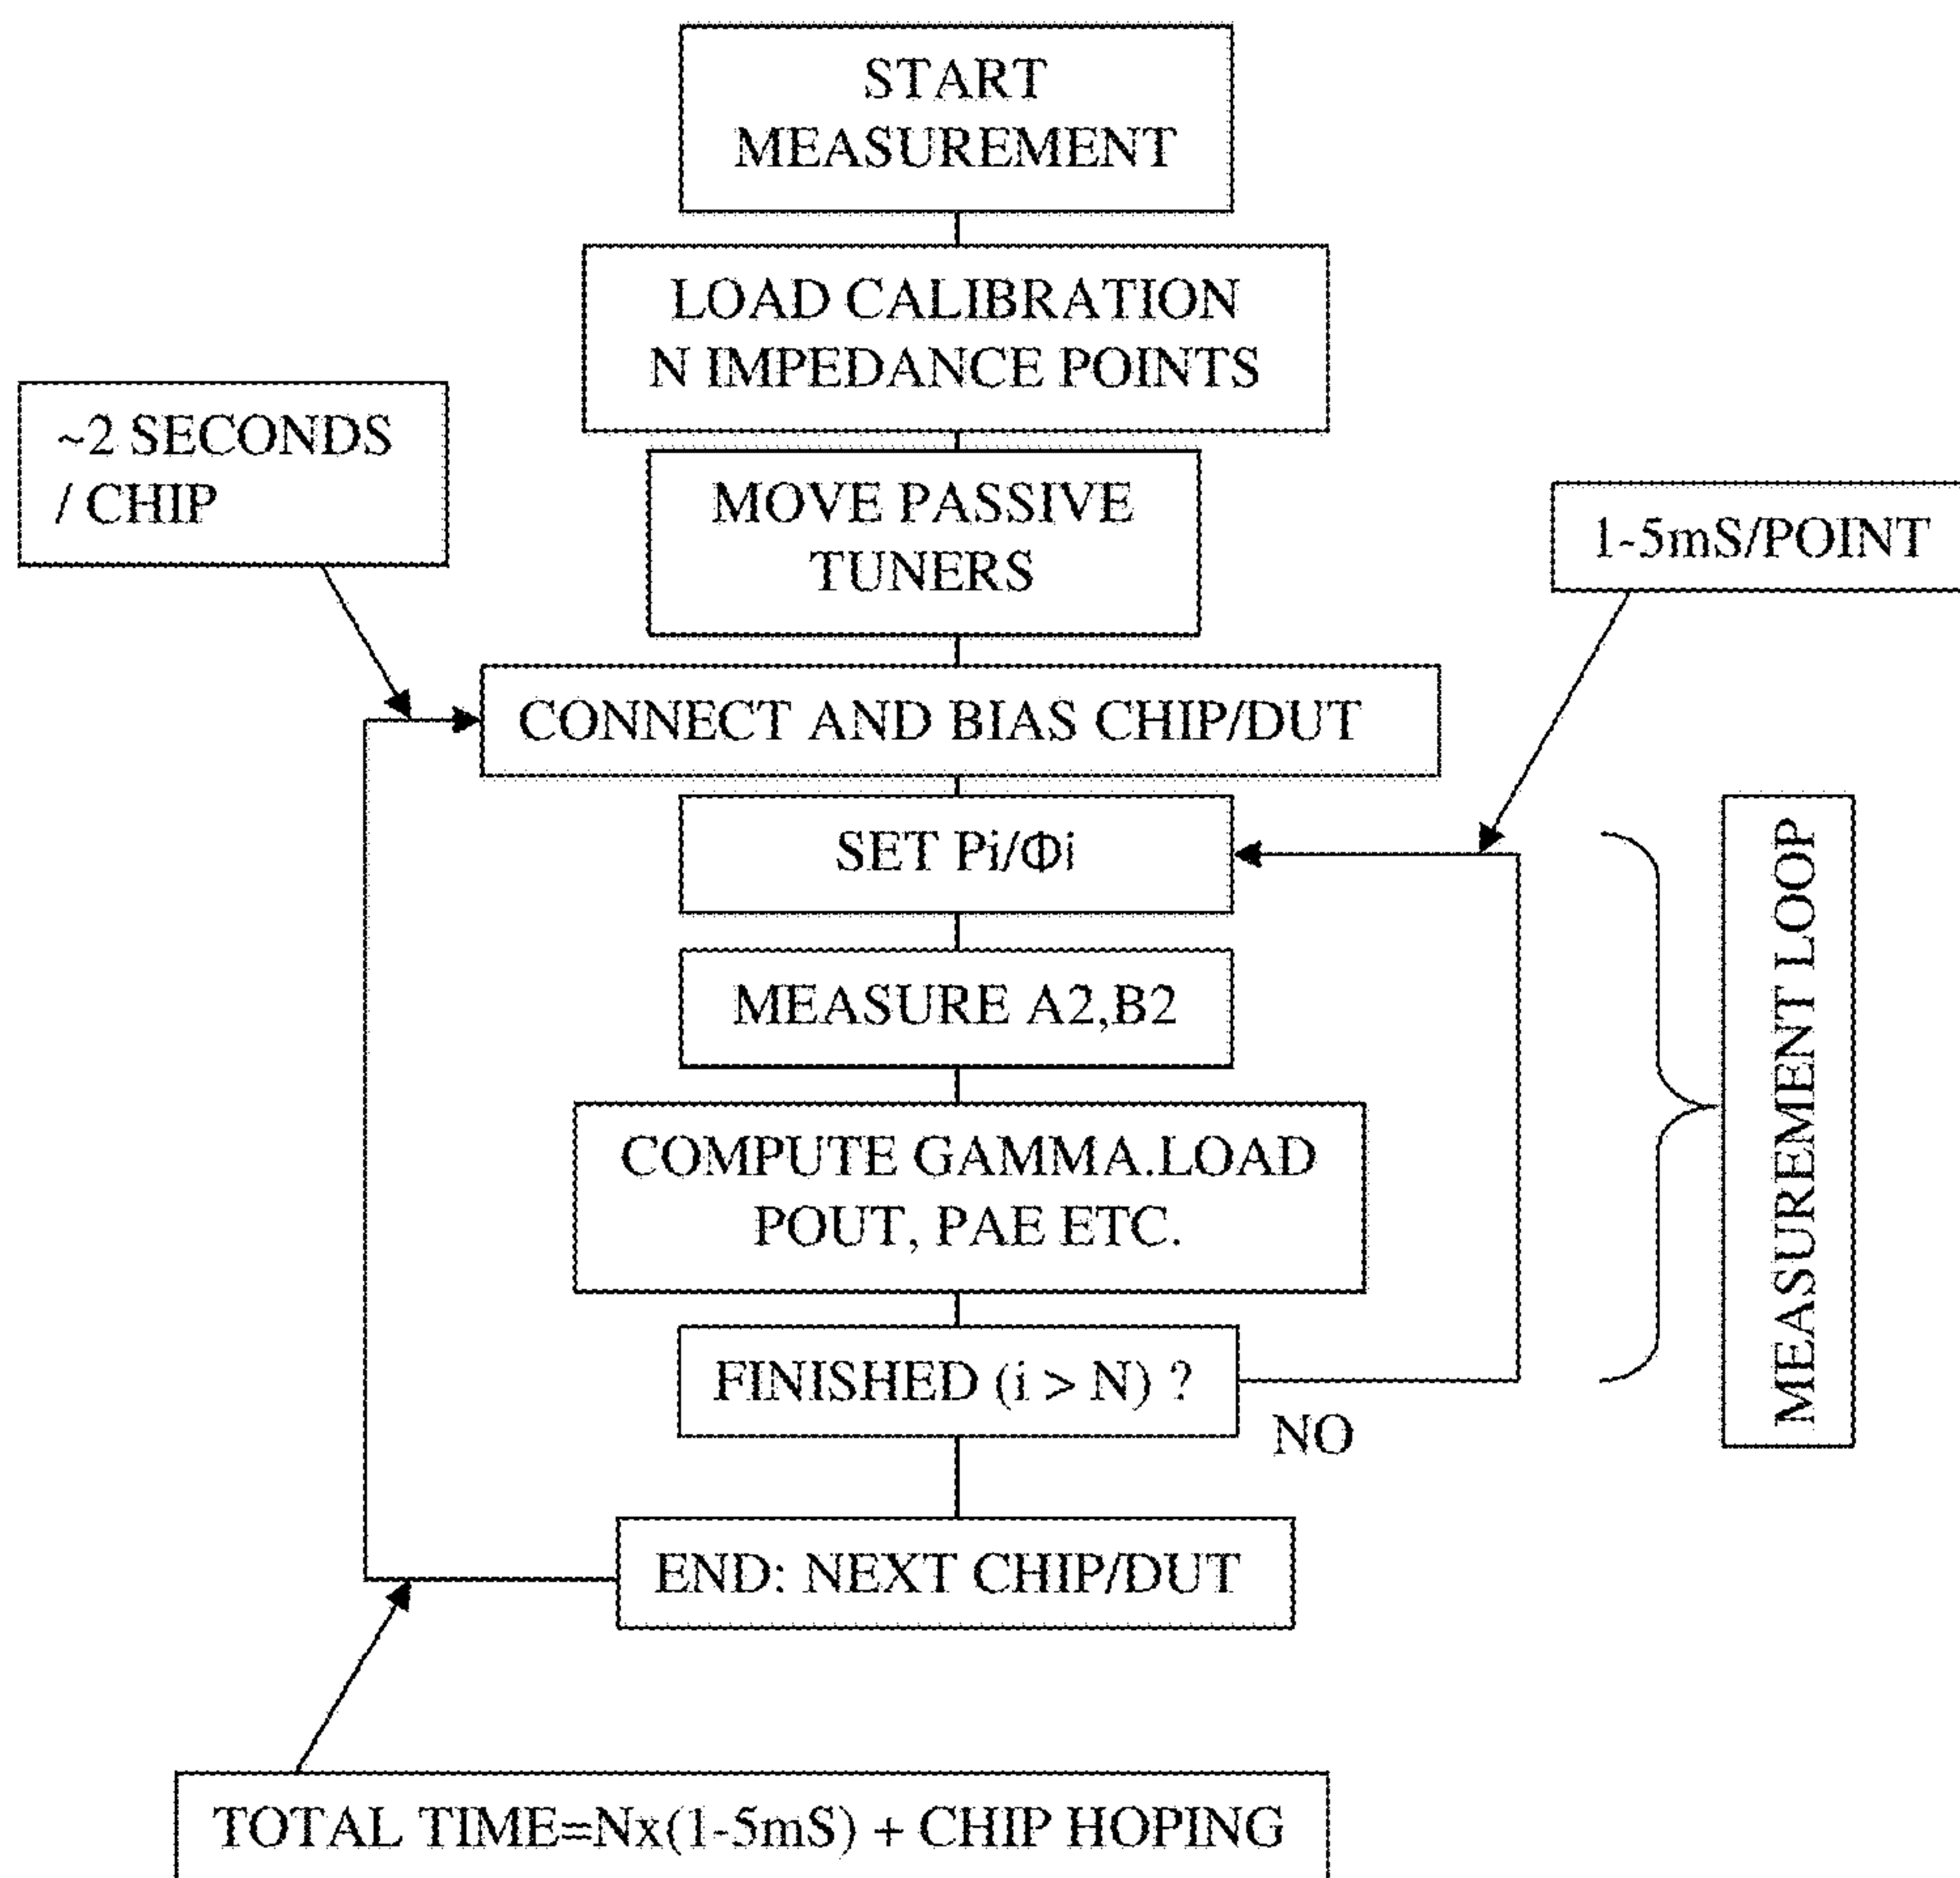 START
MEASUREMENT
LOAD CALIBRATION
N IMPEDANCE POINTS
~2 SECONDS
/ CHIP
MOVE PASSIVE
TUNERS
1-5mS/POINT
CONNECT AND BIAS CHIP/DUT
SET Pi/Φi
MEASURE A2,B2
COMPUTE GAMMA.LOAD
POUT, PAE ETC.
FINISHED (i > N) ?
NO
MEASUREMENT LOOP
END: NEXT CHIP/DUT
TOTAL TIME=Nx(1-5mS) + CHIP HOPING